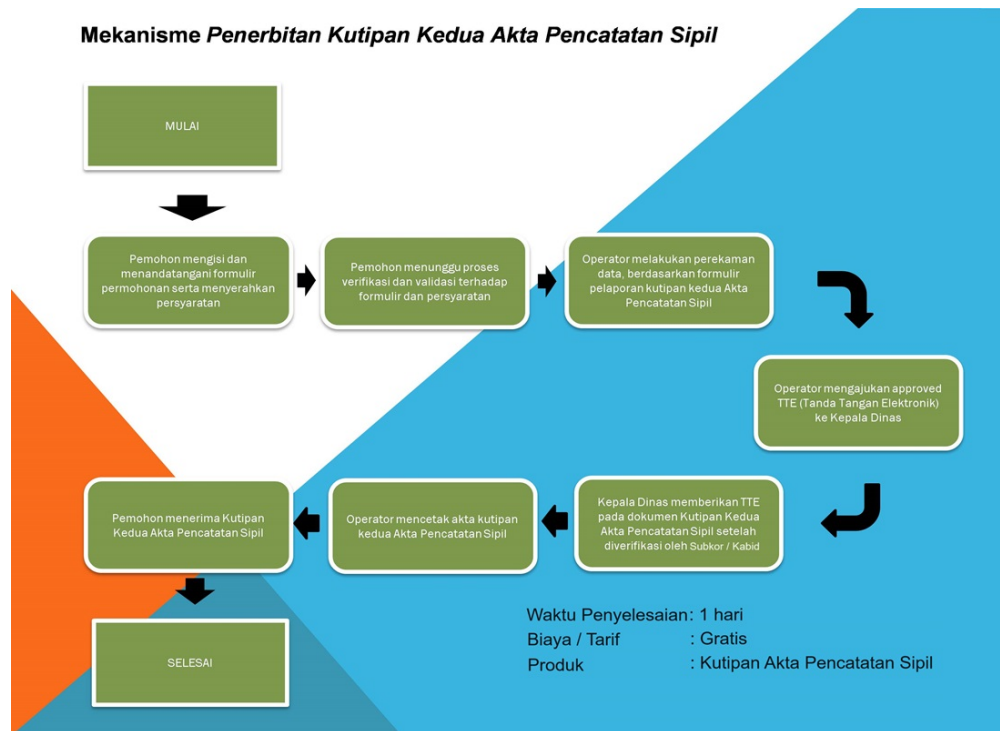 Mekanisme Penerbitan Kutipan Kedua Akta Pencatatan Sipil
MULAI
Pemohon mengisi dan
menandatangani formulir
permohonan serta menyerahkan
persyaratan
Pemohon menunggu proses
verifikasi dan validasi terhadap
formulir dan persyaratan
Operator melakukan perekaman
data, berdasarkan formulir
pelaporan kutipan kedua Akta
Pencatatan Sipil
Operator mengajukan approved
TTE (Tanda Tangan Elektronik)
ke Kepala Dinas
Kepala Dinas memberikan TTE
pada dokumen Kutipan Kedua
Akta Pencatatan Sipil setelah
diverifikasi oleh Subkor / Kabid
Operator mencetak akta kutipan
kedua Akta Pencatatan Sipil
Pemohon menerima Kutipan
Kedua Akta Pencatatan Sipil
SELESAI
Waktu Penyelesaian : 1 hari
Biaya / Tarif : Gratis
Produk : Kutipan Akta Pencatatan Sipil